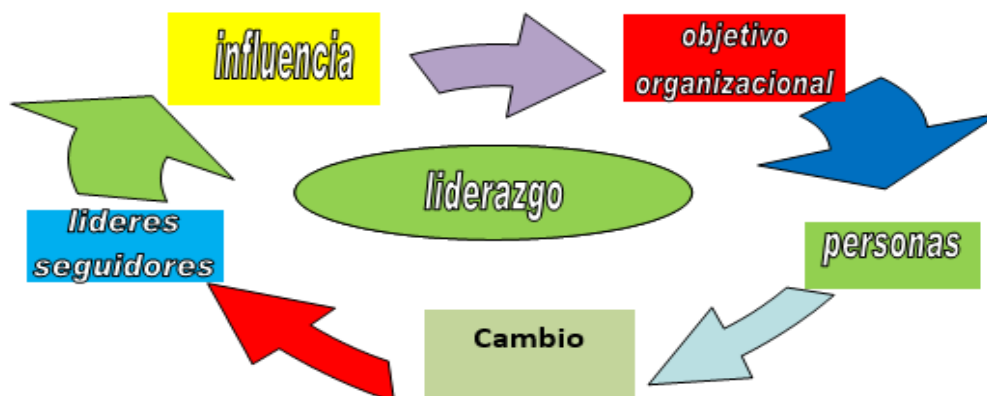 influencia
objetivo
organizacional
liderazgo
lideres
seguidores
personas
Cambio